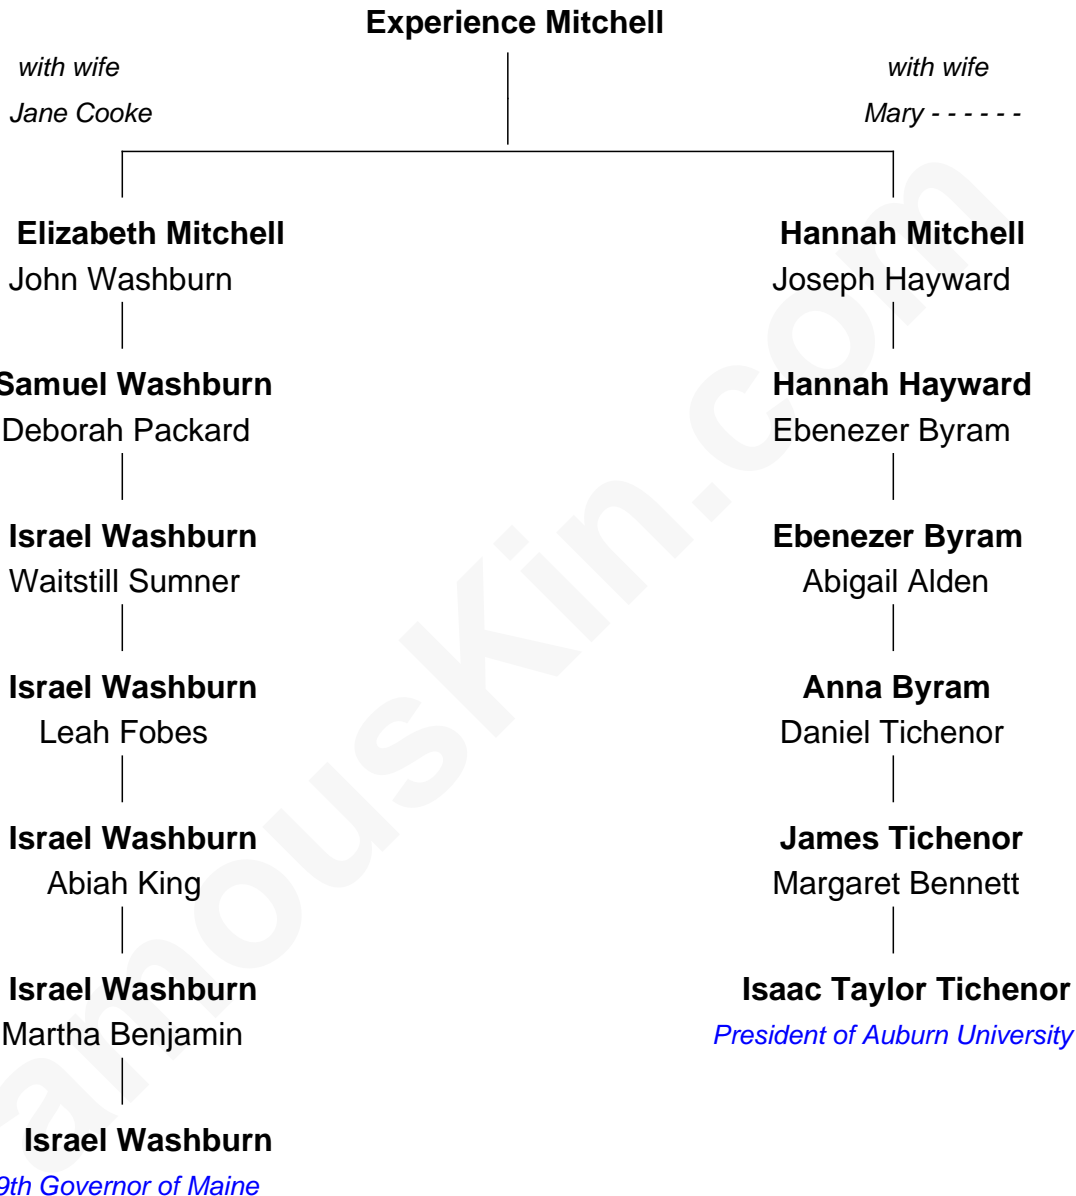 Experience Mitchell
with wife
Jane Cooke
with wife
Mary - - - - - -
Elizabeth Mitchell
John Washburn
Hannah Mitchell
Joseph Hayward
Samuel Washburn
Deborah Packard
Hannah Hayward
Ebenezer Byram
Israel Washburn
Waitstill Sumner
Ebenezer Byram
Abigail Alden
Israel Washburn
Leah Fobes
Anna Byram
Daniel Tichenor
Israel Washburn
Abiah King
James Tichenor
Margaret Bennett
Israel Washburn
Martha Benjamin
Isaac Taylor Tichenor
President of Auburn University
Israel Washburn
9th Governor of Maine
amousKin.com